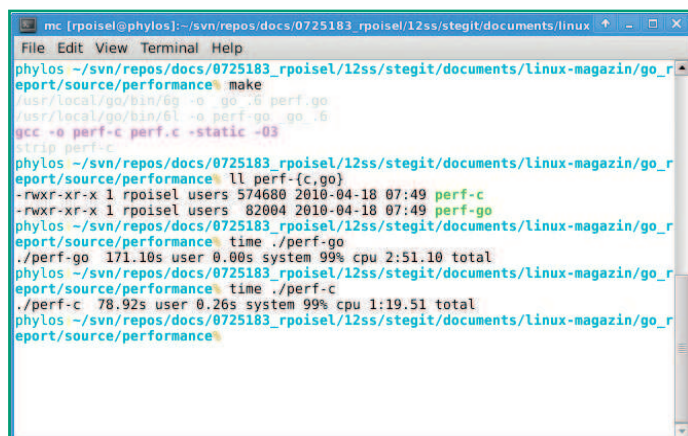 mc [rpoisel@phylos]:~/svn/repos/docs/0725183_rpoisel/12ss/stegit/documents/linux
File Edit View Terminal Help
phylos ~/svn/repos/docs/0725183_rpoisel/12ss/stegit/documents/linux-magazin/go_r
eport/source/performance% make
/usr/local/go/bin/6g -o _go_.6 perf.go
/usr/local/go/bin/6l -o perf-go _go_.6
gcc -o perf-c perf.c -static -O3
strip perf-c
phylos ~/svn/repos/docs/0725183_rpoisel/12ss/stegit/documents/linux-magazin/go_r
eport/source/performance% ll perf-{c,go}
-rwxr-xr-x 1 rpoisel users 574680 2010-04-18 07:49 perf-c
-rwxr-xr-x 1 rpoisel users  82004 2010-04-18 07:49 perf-go
phylos ~/svn/repos/docs/0725183_rpoisel/12ss/stegit/documents/linux-magazin/go_r
eport/source/performance% time ./perf-go
./perf-go  171.10s user 0.00s system 99% cpu 2:51.10 total
phylos ~/svn/repos/docs/0725183_rpoisel/12ss/stegit/documents/linux-magazin/go_r
eport/source/performance% time ./perf-c
./perf-c  78.92s user 0.26s system 99% cpu 1:19.51 total
phylos ~/svn/repos/docs/0725183_rpoisel/12ss/stegit/documents/linux-magazin/go_r
eport/source/performance%